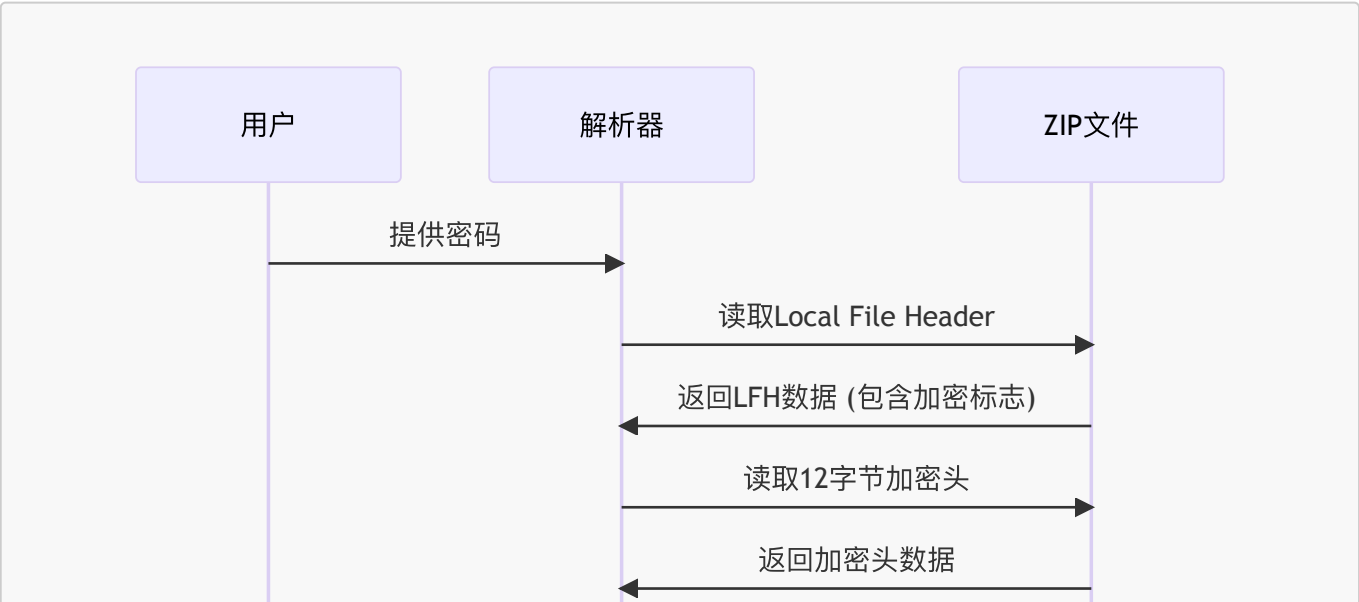 用户
解析器
ZIP文件
提供密码
读取Local File Header
返回LFH数据 (包含加密标志)
读取12字节加密头
返回加密头数据